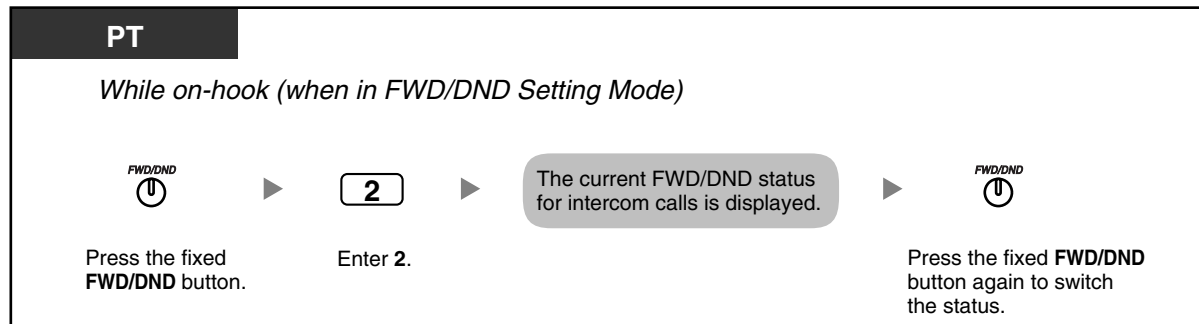 PT
While on-hook (when in FWD/DND Setting Mode)
FWD/DND
2
The current FWD/DND status
for intercom calls is displayed.
FWD/DND
Press the fixed
FWD/DND button.
Enter 2.
Press the fixed FWD/DND
button again to switch
the status.